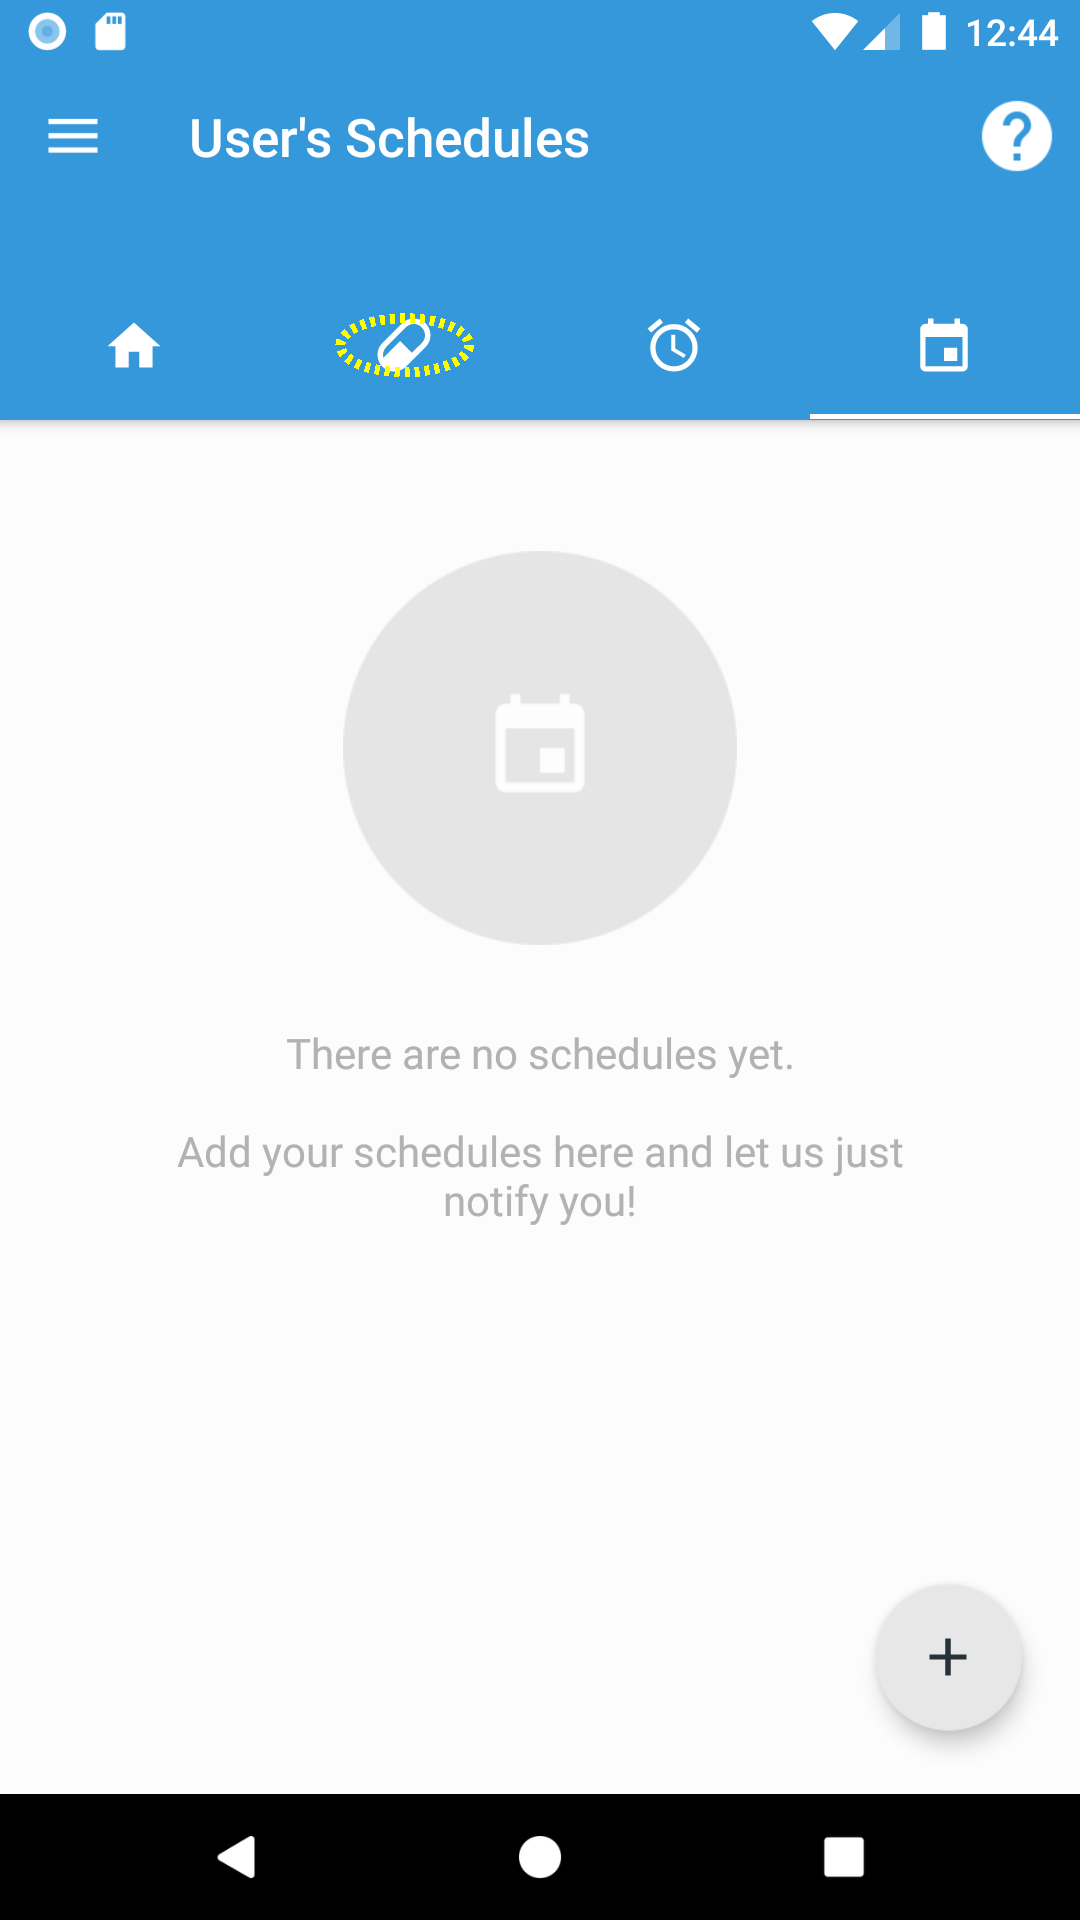 12:44
User's Schedules
There are no schedules yet.
Add your schedules here and let us just
notify you!